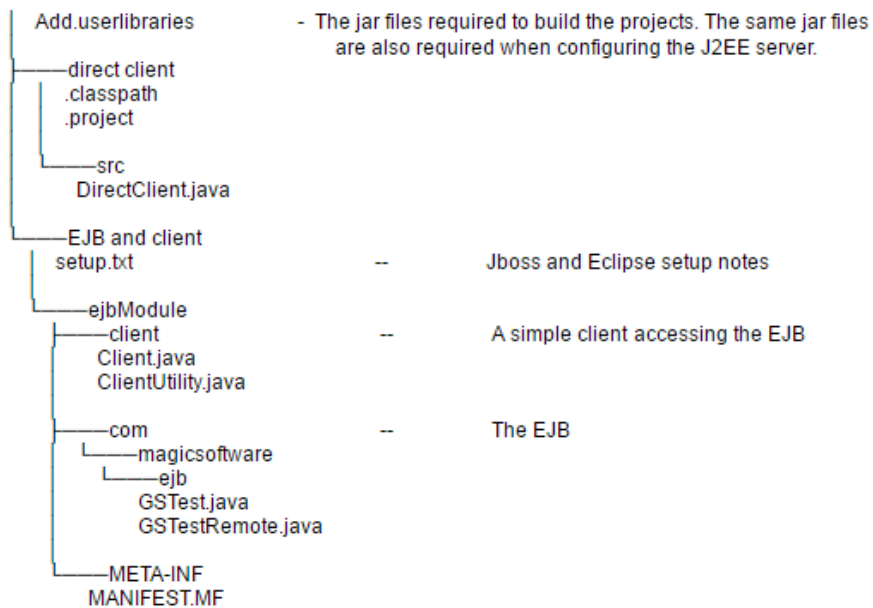 Add.userlibraries - The jar files required to build the projects. The same jar files
are also required when configuring the J2EE server.
direct client
.classpath
.project
src
DirectClient.java
EJB and client
setup.txt -- Jboss and Eclipse setup notes
ejbModule
client -- A simple client accessing the EJB
Client.java
ClientUtility.java
com -- The EJB
magicsoftware
ejb
GSTest.java
GSTestRemote.java
META-INF
MANIFEST.MF